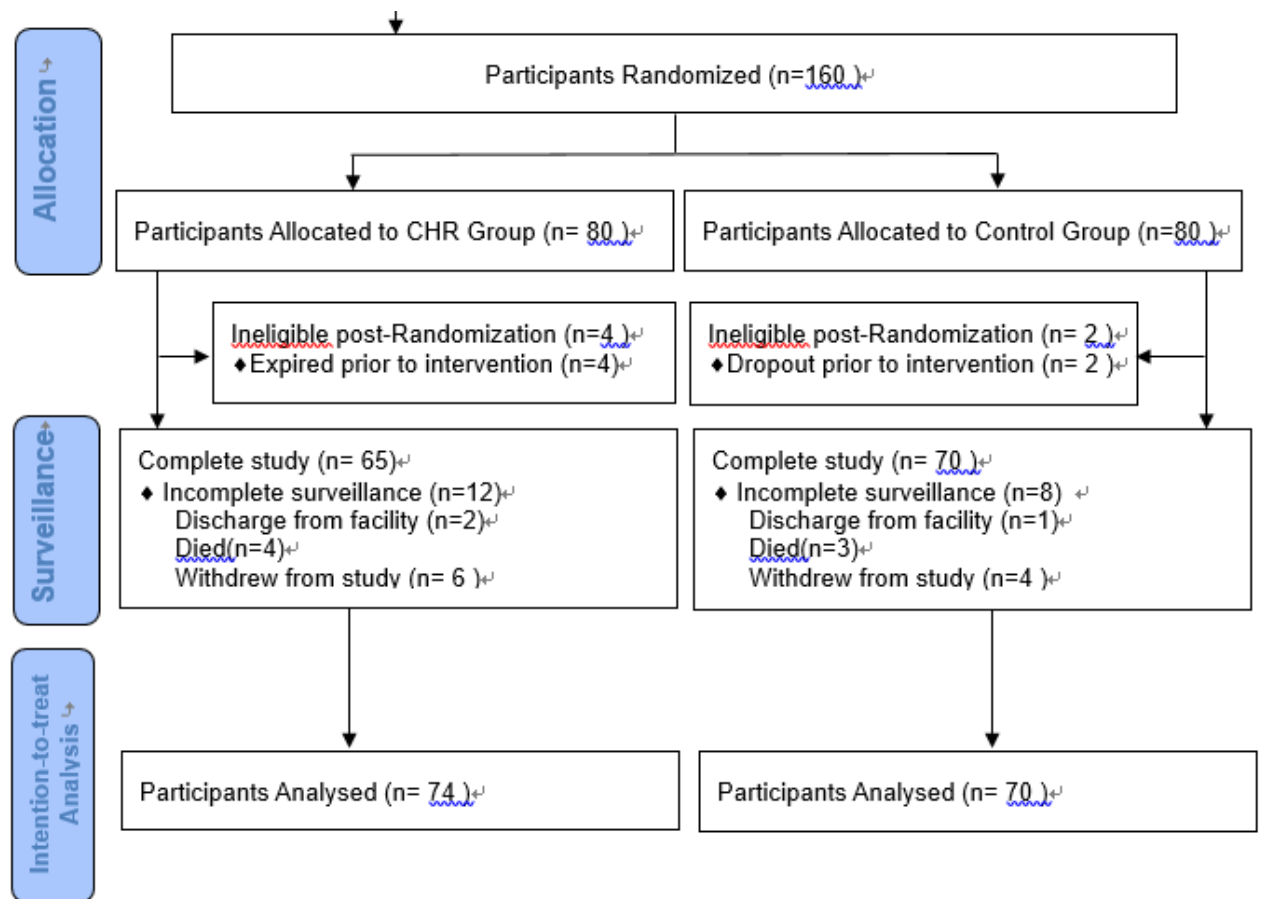 Allocation
Participants Randomized (n=160 )
Participants Allocated to CHR Group (n= 80 )
Participants Allocated to Control Group (n=80 )
Ineligible post-Randomization (n=4 )
♦Expired prior to intervention (n=4)
Ineligible post-Randomization (n= 2 )
♦Dropout prior to intervention (n= 2 )
Surveillance
Complete study (n= 65)
♦ Incomplete surveillance (n=12)
Discharge from facility (n=2)
Died(n=4)
Withdrew from study (n= 6 )
Complete study (n= 70 )
♦ Incomplete surveillance (n=8)
Discharge from facility (n=1)
Died(n=3)
Withdrew from study (n=4 )
Intention-to-treat
Analysis
Participants Analysed (n= 74 )
Participants Analysed (n= 70 )